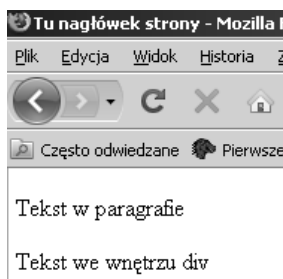 Tu nagłówek strony - Mozilla
Plik Edycja Widok Historia
Często odwiedzane Pierwsze
Tekst w paragrafie
Tekst we wnętrzu div